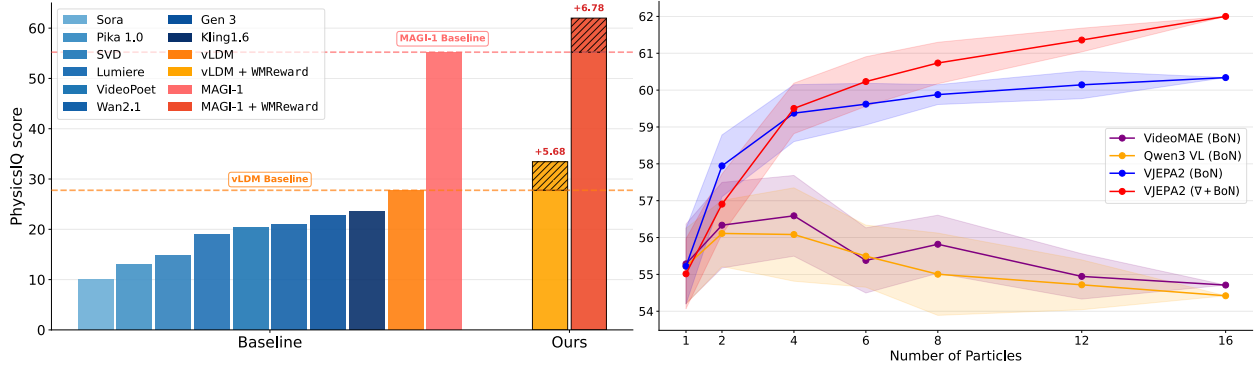 PhysicsIQ score
60
50
40
30
20
10
0
Sora
Pika 1.0
SVD
Lumiere
VideoPoet
Wan2.1
Gen 3
Kling1.6
vLDM
vLDM + WMReward
MAGI-1
MAGI-1 + WMReward
MAGI-1 Baseline
vLDM Baseline
+5.68
+6.78
Baseline
Ours
62
61
60
59
58
57
56
55
54
VideoMAE (BoN)
Qwen3 VL (BoN)
VJEPA2 (BoN)
VJEPA2 (∇+BoN)
1
2
4
6
8
12
16
Number of Particles